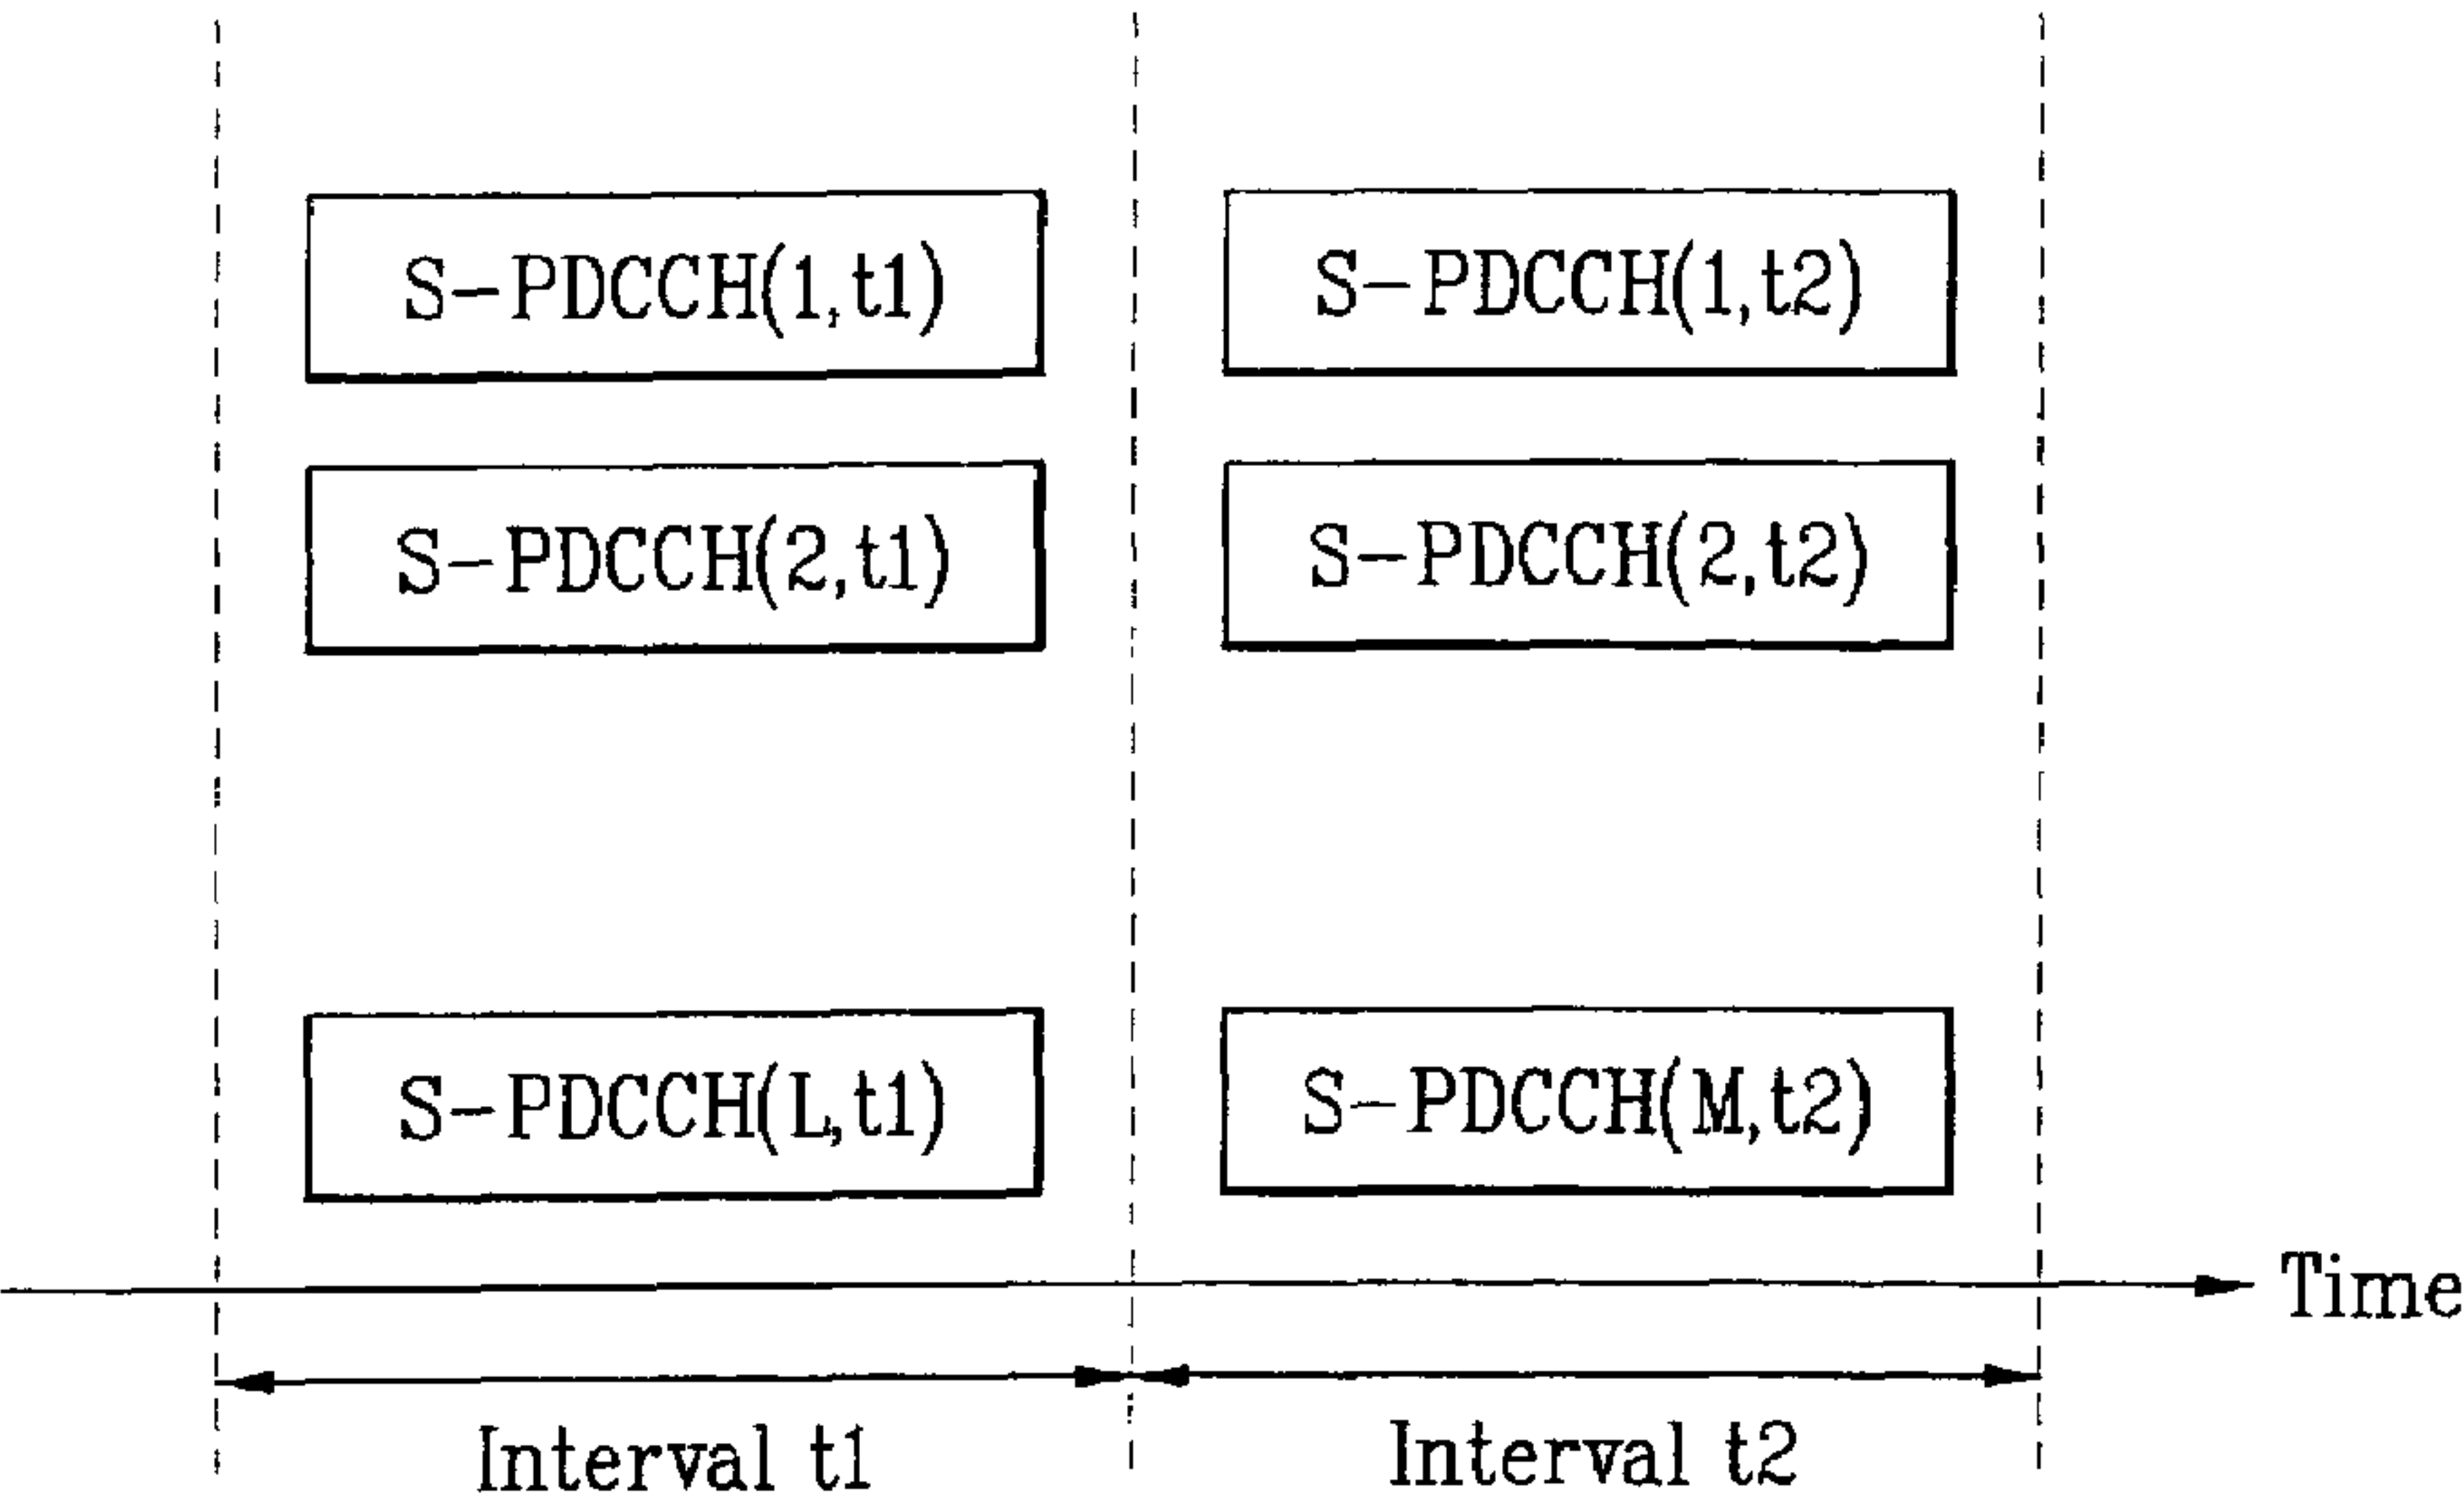 S-PDCCH(1,t1) S-PDCCH(1,t2)
S-PDCCH(2,t1) S-PDCCH(2,t2)
S-PDCCH(L,t1) S-PDCCH(M,t2)
Time
Interval t1 Interval t2